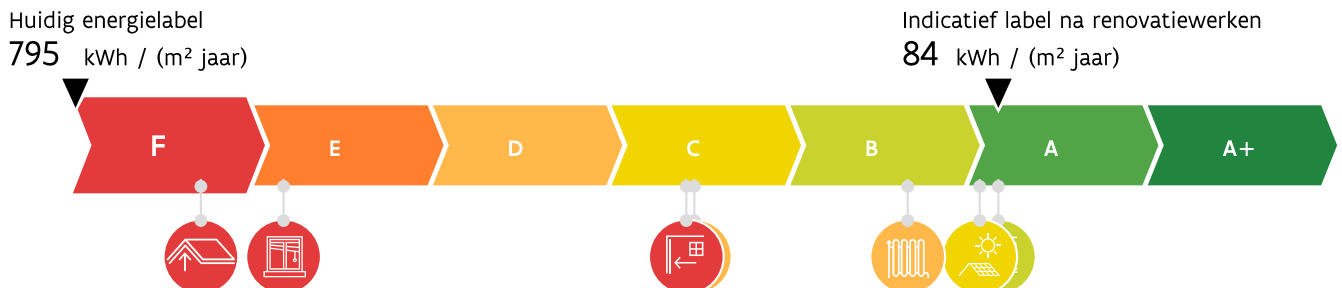 Huidig energielabel
795 kWh / (m² jaar)
Indicatief label na renovatiewerken
84 kWh / (m² jaar)
F
E
D
C
B
A
A+